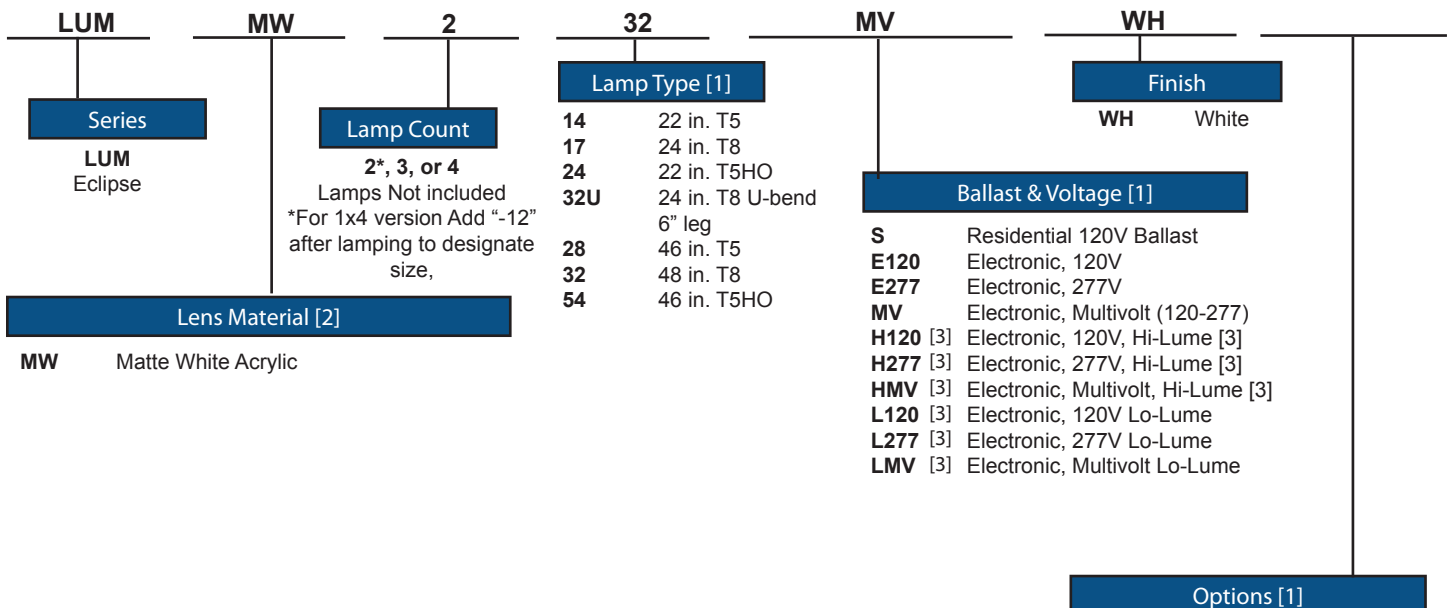 LUM MW 2 32 MV WH
Series
LUM
Eclipse
Lens Material [2]
MW Matte White Acrylic
Lamp Count
2*, 3, or 4
Lamps Not included
*For 1x4 version Add “-12”
after lamping to designate
size,
Lamp Type [1]
14 22 in. T5
17 24 in. T8
24 22 in. T5HO
32U 24 in. T8 U-bend
6” leg
28 46 in. T5
32 48 in. T8
54 46 in. T5HO
Ballast & Voltage [1]
S Residential 120V Ballast
E120 Electronic, 120V
E277 Electronic, 277V
MV Electronic, Multivolt (120-277)
H120 [3] Electronic, 120V, Hi-Lume [3]
H277 [3] Electronic, 277V, Hi-Lume [3]
HMV [3] Electronic, Multivolt, Hi-Lume [3]
L120 [3] Electronic, 120V Lo-Lume
L277 [3] Electronic, 277V Lo-Lume
LMV [3] Electronic, Multivolt Lo-Lume
Finish
WH White
Options [1]